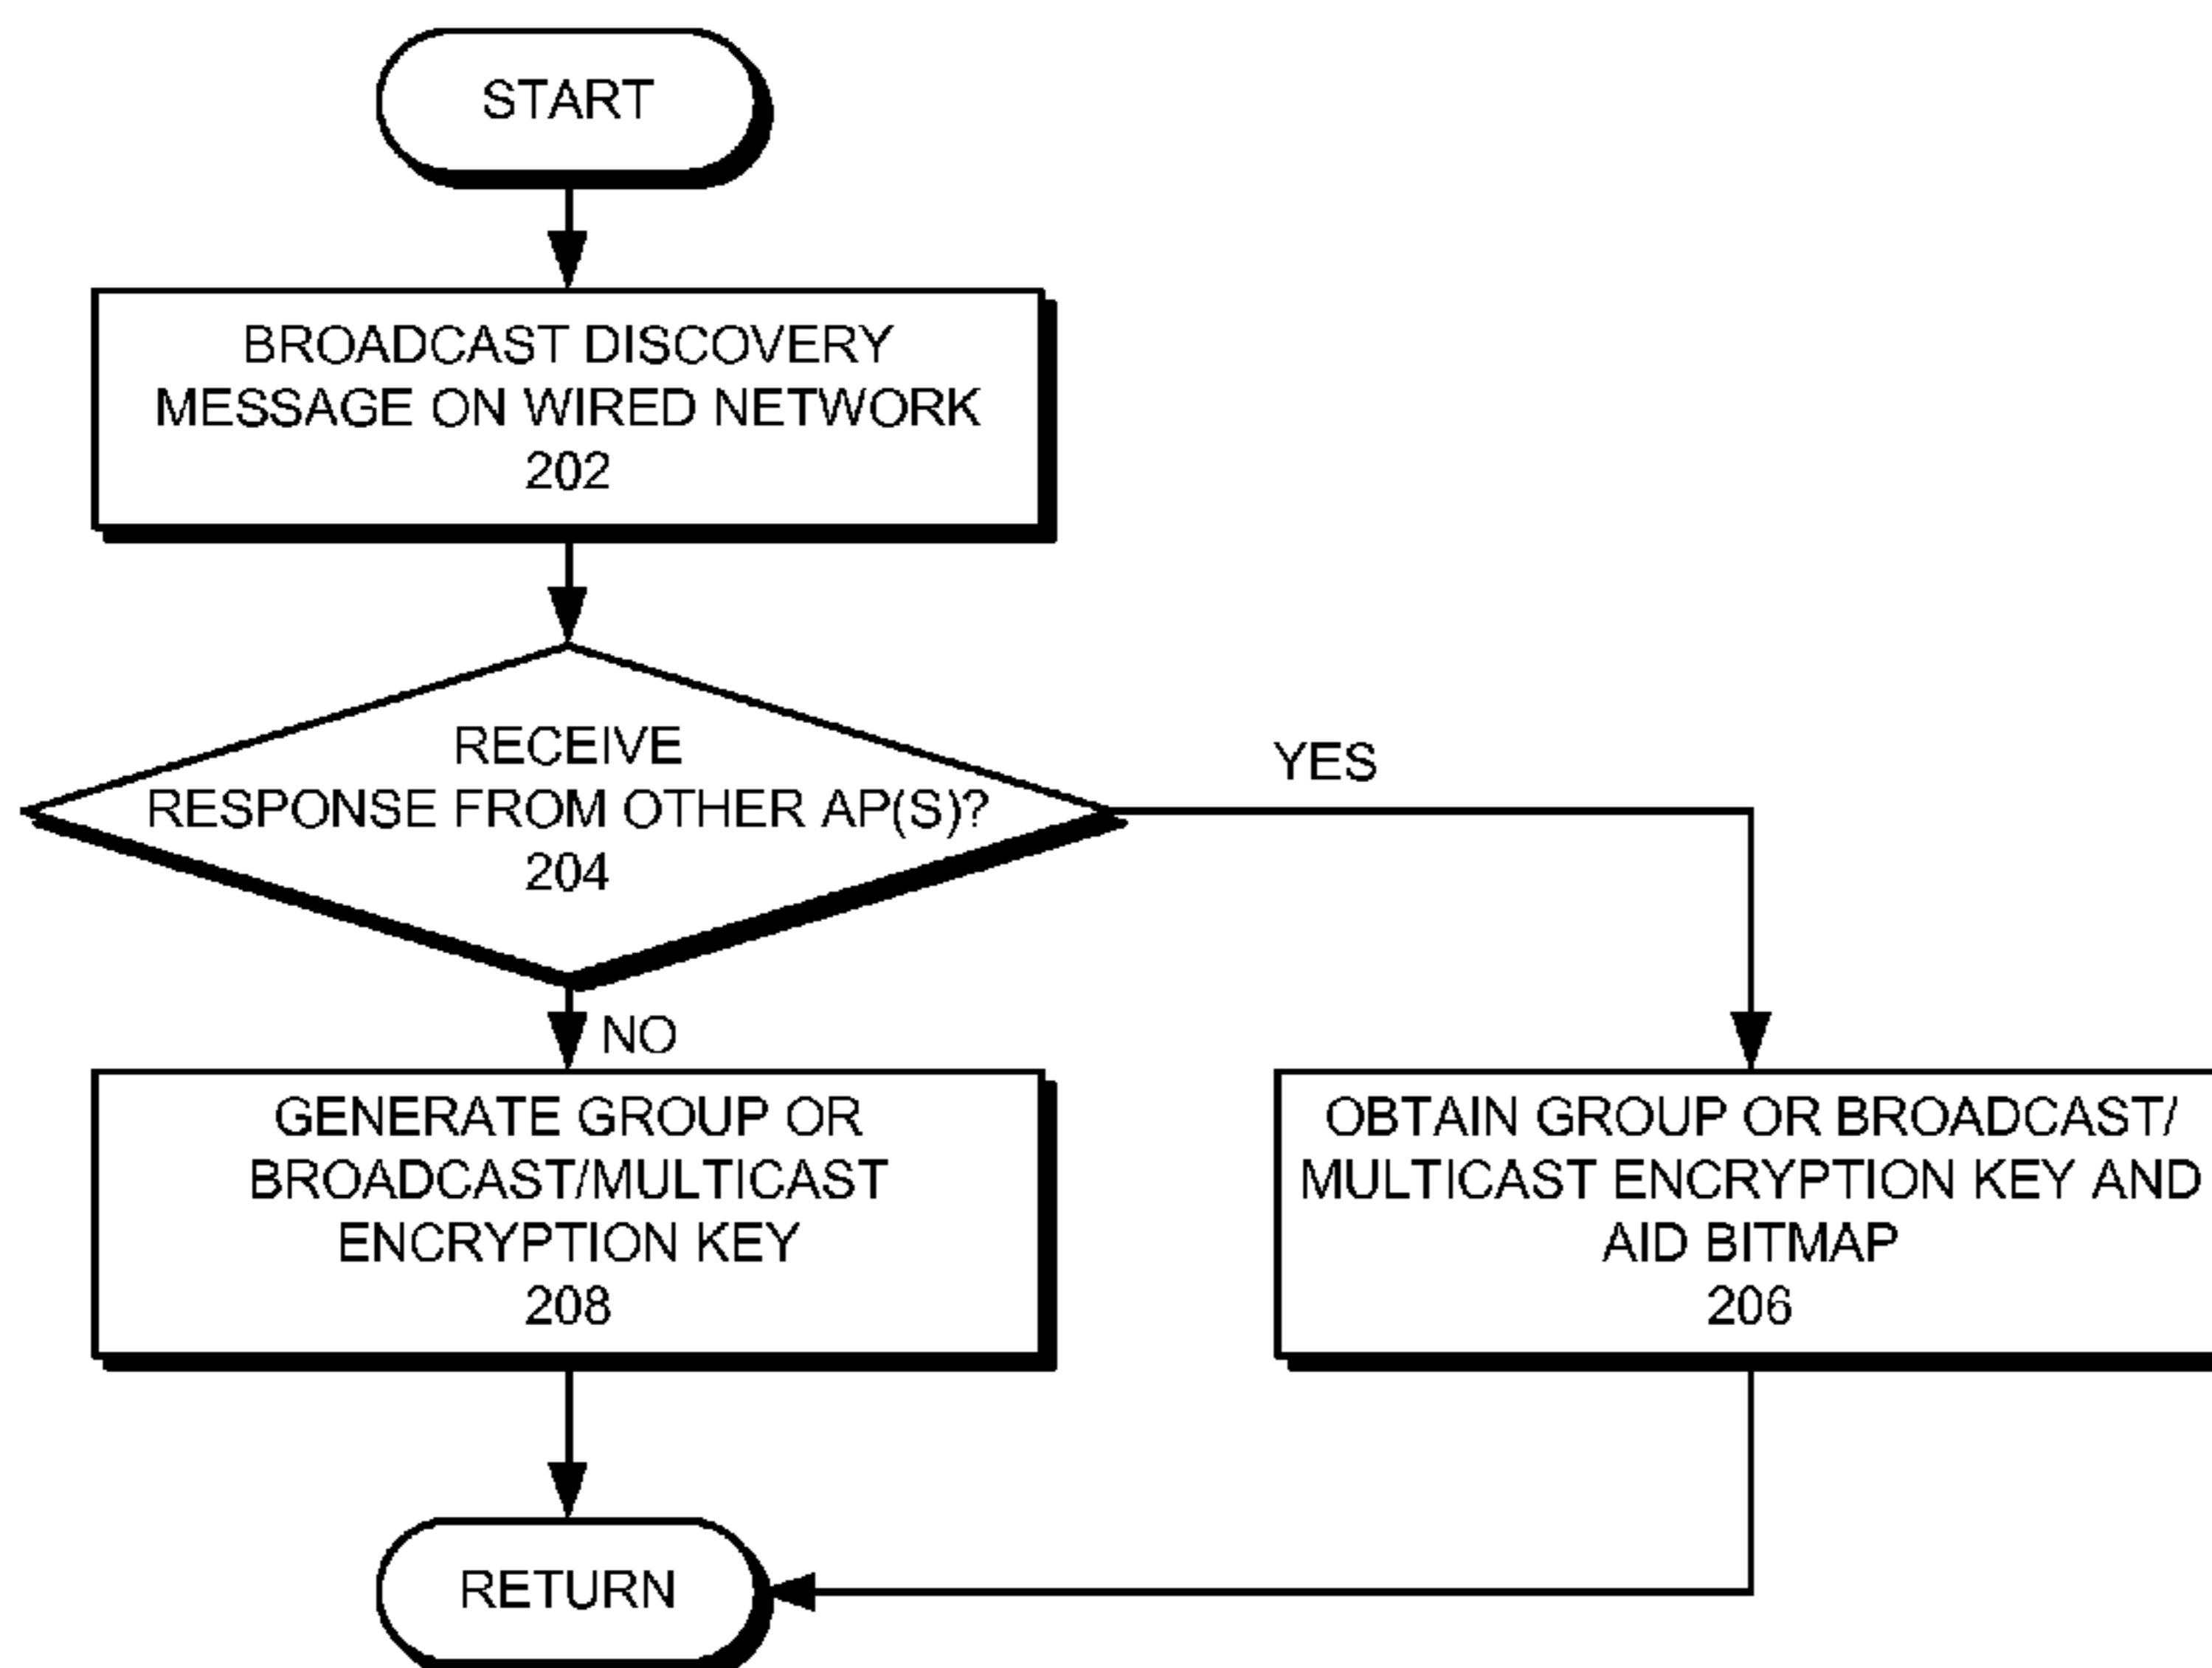 START
BROADCAST DISCOVERY
MESSAGE ON WIRED NETWORK
202
RECEIVE
RESPONSE FROM OTHER AP(S)?
204
YES
NO
GENERATE GROUP OR
BROADCAST/MULTICAST
ENCRYPTION KEY
208
OBTAIN GROUP OR BROADCAST/
MULTICAST ENCRYPTION KEY AND
AID BITMAP
206
RETURN